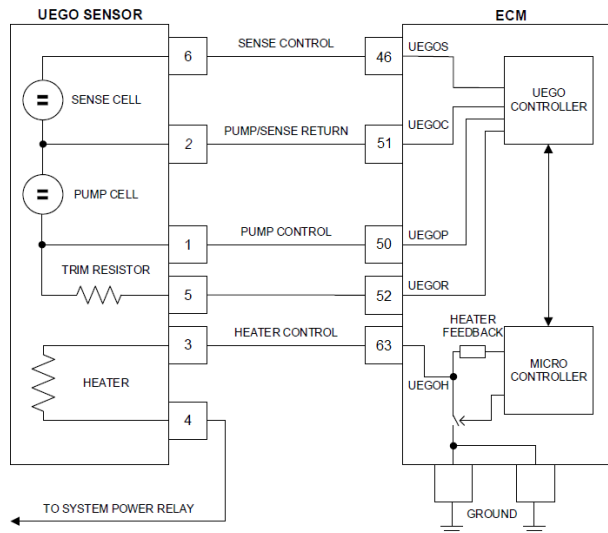 UEGO SENSOR
ECM
6
SENSE CONTROL
46
UEGOS
SENSE CELL
UEGO
CONTROLLER
2
PUMP/SENSE RETURN
51
UEGOC
PUMP CELL
1
PUMP CONTROL
50
UEGOP
TRIM RESISTOR
5
52
UEGOR
3
HEATER CONTROL
63
HEATER
FEEDBACK
UEGOH
MICRO
CONTROLLER
HEATER
4
TO SYSTEM POWER RELAY
GROUND